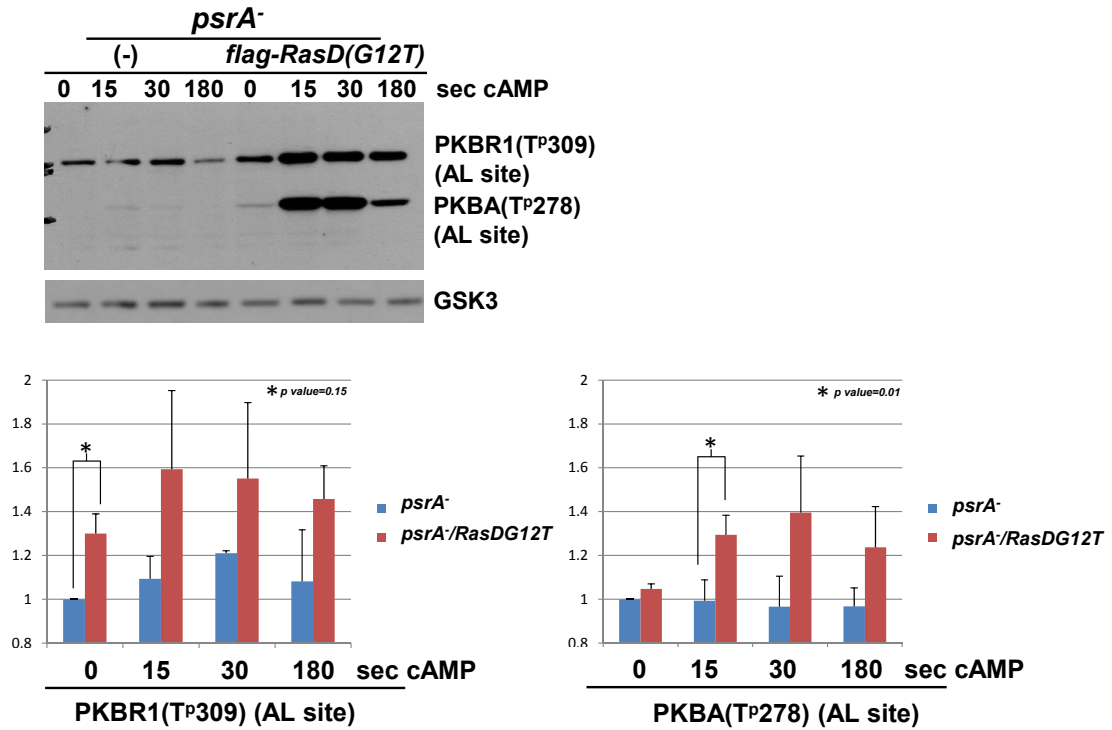 psrA-
(-) flag-RasD(G12T)
0 15 30 180 0 15 30 180 sec cAMP
PKBR1(Tp309)
(AL site)
PKBA(Tp278)
(AL site)
GSK3
2
1.8
1.6
1.4
1.2
1
0.8
* p value=0.15
*
psrA-
psrA-/RasDG12T
0 15 30 180 sec cAMP
PKBR1(Tp309) (AL site)
2
1.8
1.6
1.4
1.2
1
0.8
* p value=0.01
*
psrA-
psrA-/RasDG12T
0 15 30 180 sec cAMP
PKBA(Tp278) (AL site)